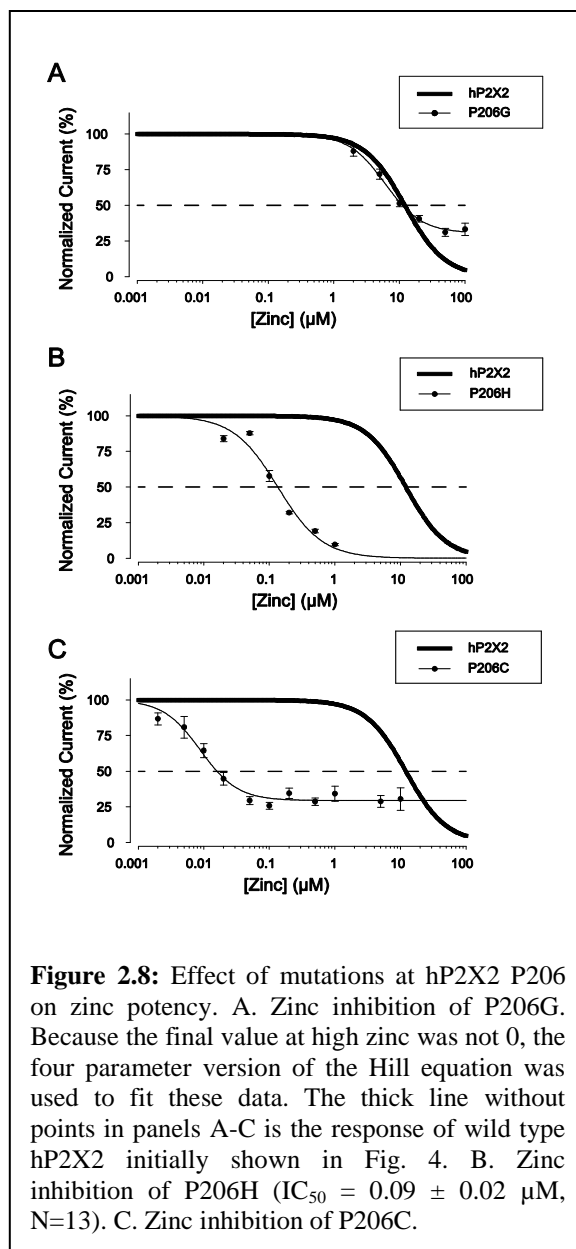 A
hP2X2
P206G
Normalized Current (%)
100
75
50
25
0
0.001 0.01 0.1 1 10 100
[Zinc] (µM)
B
hP2X2
P206H
Normalized Current (%)
100
75
50
25
0
0.001 0.01 0.1 1 10 100
[Zinc] (µM)
C
hP2X2
P206C
Normalized Current (%)
100
75
50
25
0
0.001 0.01 0.1 1 10 100
[Zinc] (µM)
Figure 2.8: Effect of mutations at hP2X2 P206
on zinc potency. A. Zinc inhibition of P206G.
Because the final value at high zinc was not 0, the
four parameter version of the Hill equation was
used to fit these data. The thick line without
points in panels A-C is the response of wild type
hP2X2 initially shown in Fig. 4. B. Zinc
inhibition of P206H (IC50 = 0.09 ± 0.02 µM,
N=13). C. Zinc inhibition of P206C.